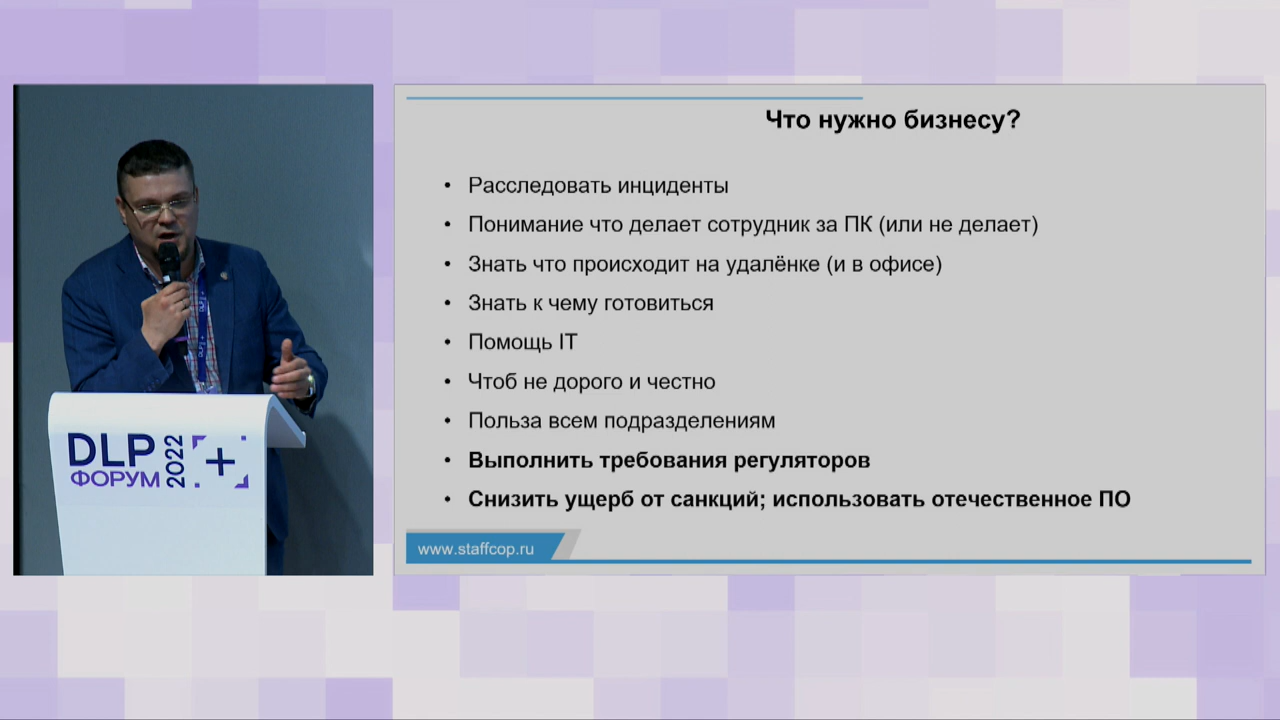 Что нужно бизнесу?
• Расследовать инциденты
• Понимание что делает сотрудник за ПК (или не делает)
• Знать что происходит на удалёнке (и в офисе)
• Знать к чему готовиться
• Помощь IT
• Чтоб не дорого и честно
• Польза всем подразделениям
• Выполнить требования регуляторов
• Снизить ущерб от санкций; использовать отечественное ПО
www.staffcop.ru
DLP
ФОРУМ
2022